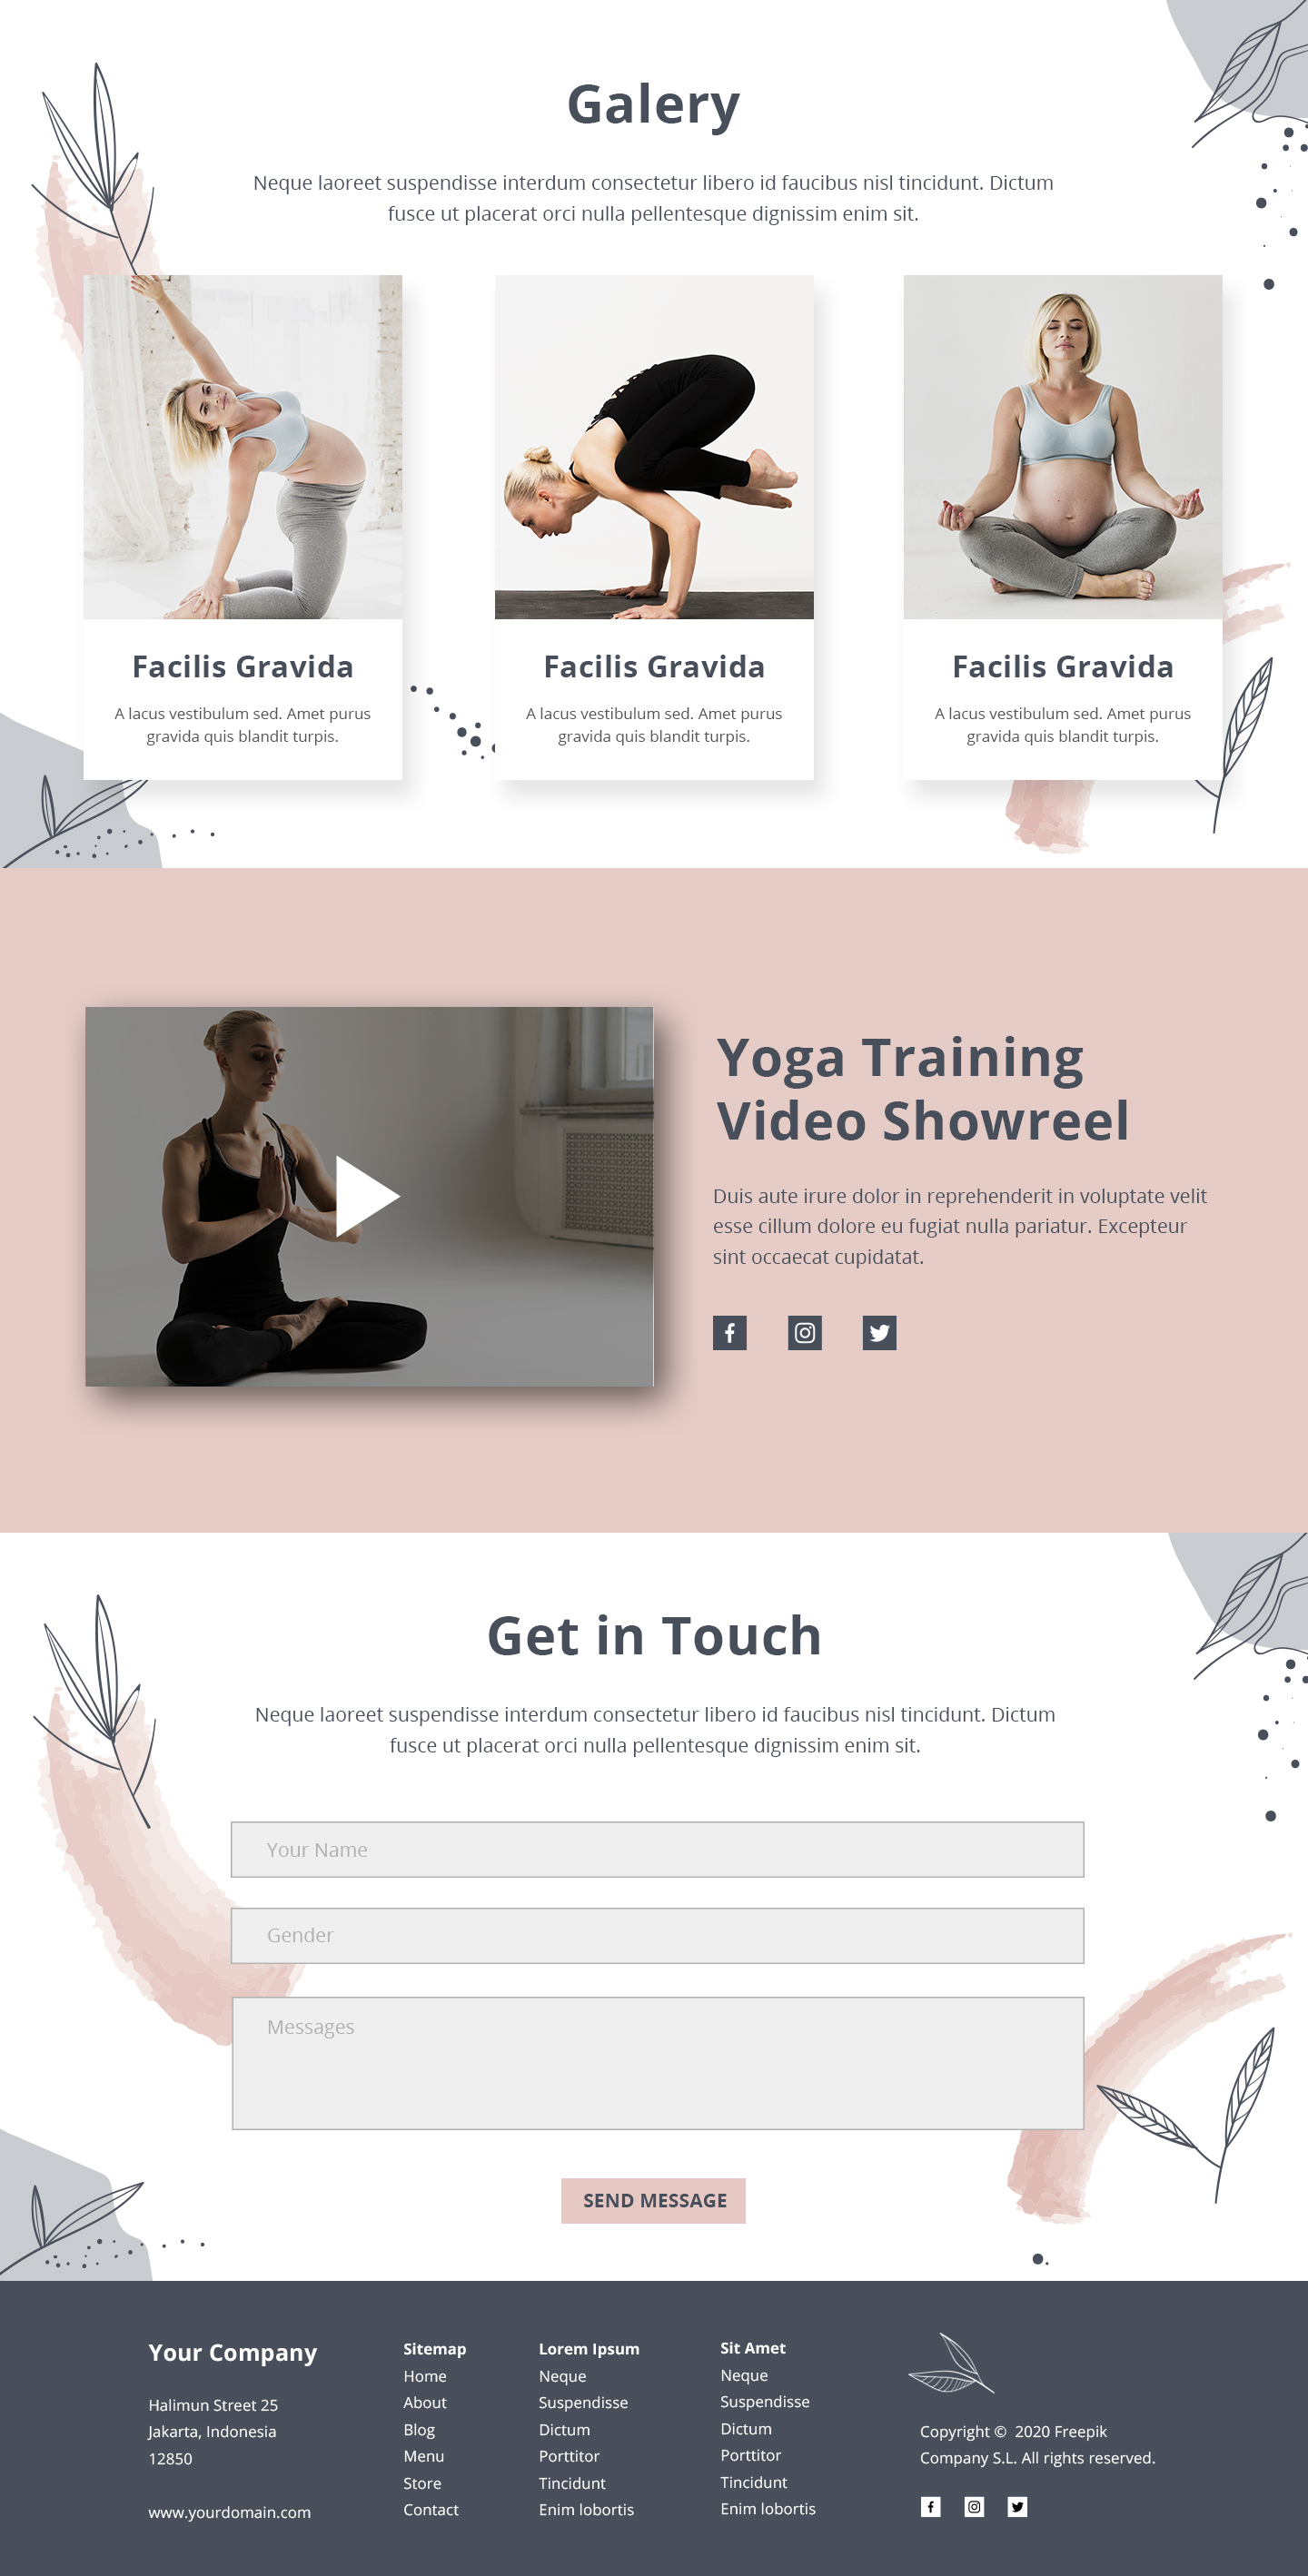 Galery
Neque laoreet suspendisse interdum consectetur libero id faucibus nisl tincidunt. Dictum
fusce ut placerat orci nulla pellentesque dignissim enim sit.
Facilis Gravida
A lacus vestibulum sed. Amet purus
gravida quis blandit turpis.
Facilis Gravida
A lacus vestibulum sed. Amet purus
gravida quis blandit turpis.
Facilis Gravida
A lacus vestibulum sed. Amet purus
gravida quis blandit turpis.
Yoga Training
Video Showreel
Duis aute irure dolor in reprehenderit in voluptate velit
esse cillum dolore eu fugiat nulla pariatur. Excepteur
sint occaecat cupidatat.
Get in Touch
Neque laoreet suspendisse interdum consectetur libero id faucibus nisl tincidunt. Dictum
fusce ut placerat orci nulla pellentesque dignissim enim sit.
Your Name
Gender
Messages
SEND MESSAGE
Your Company
Halimun Street 25
Jakarta, Indonesia
12850
www.yourdomain.com
Sitemap
Home
About
Blog
Menu
Store
Contact
Lorem Ipsum
Neque
Suspendisse
Dictum
Porttitor
Tincidunt
Enim lobortis
Sit Amet
Neque
Suspendisse
Dictum
Porttitor
Tincidunt
Enim lobortis
Copyright © 2020 Freepik
Company S.L. All rights reserved.